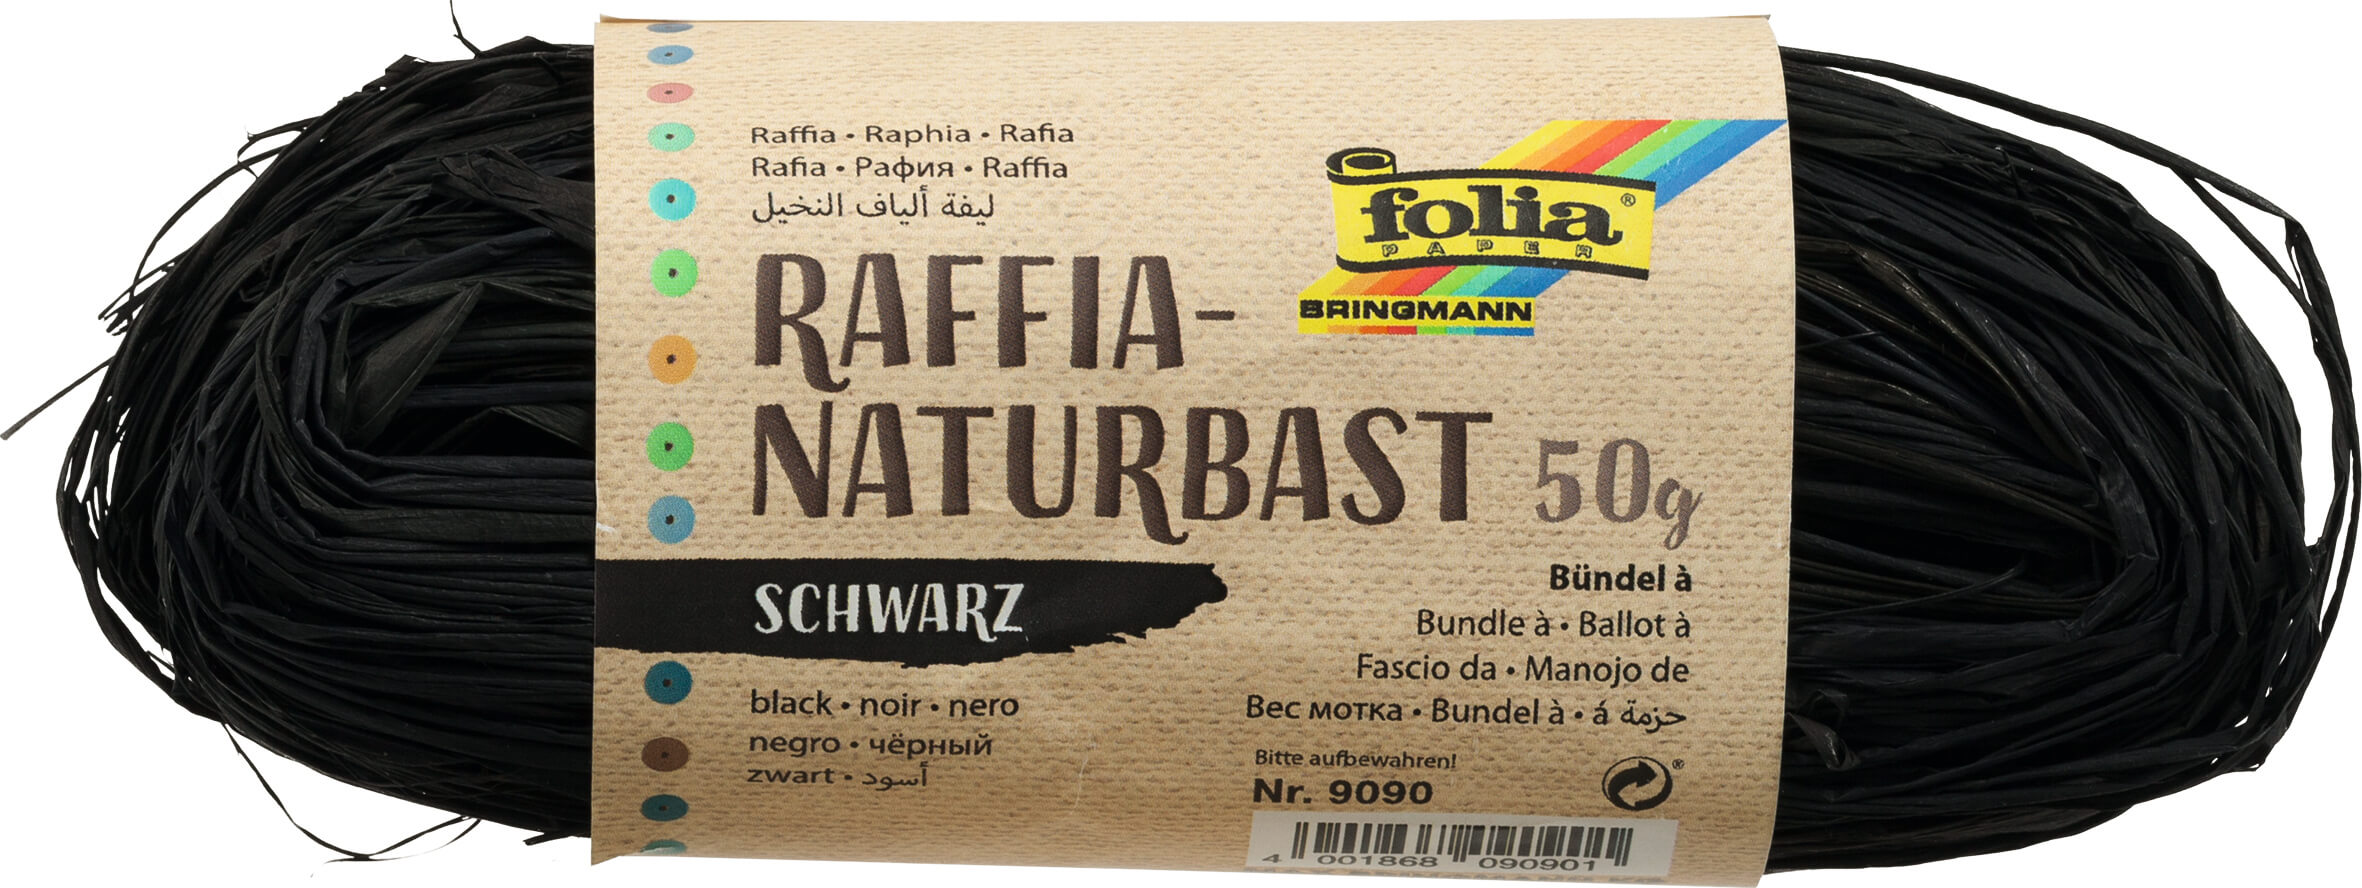 Raffia • Raphia • Rafia
Rafia • Рафия • Raffia
ليفة ألياف النخيل
folia®
PAPER
BRINGMANN
RAFFIA-
NATURBAST 50g
SCHWARZ
black • noir • nero
negro • чёрный
zwart • أسود
Bündel à
Bundle à • Ballot à
Fascio da • Manojo de
Вес мотка • Bundel à • á حزمة
Bitte aufbewahren!
Nr. 9090
®
4 001868 090901